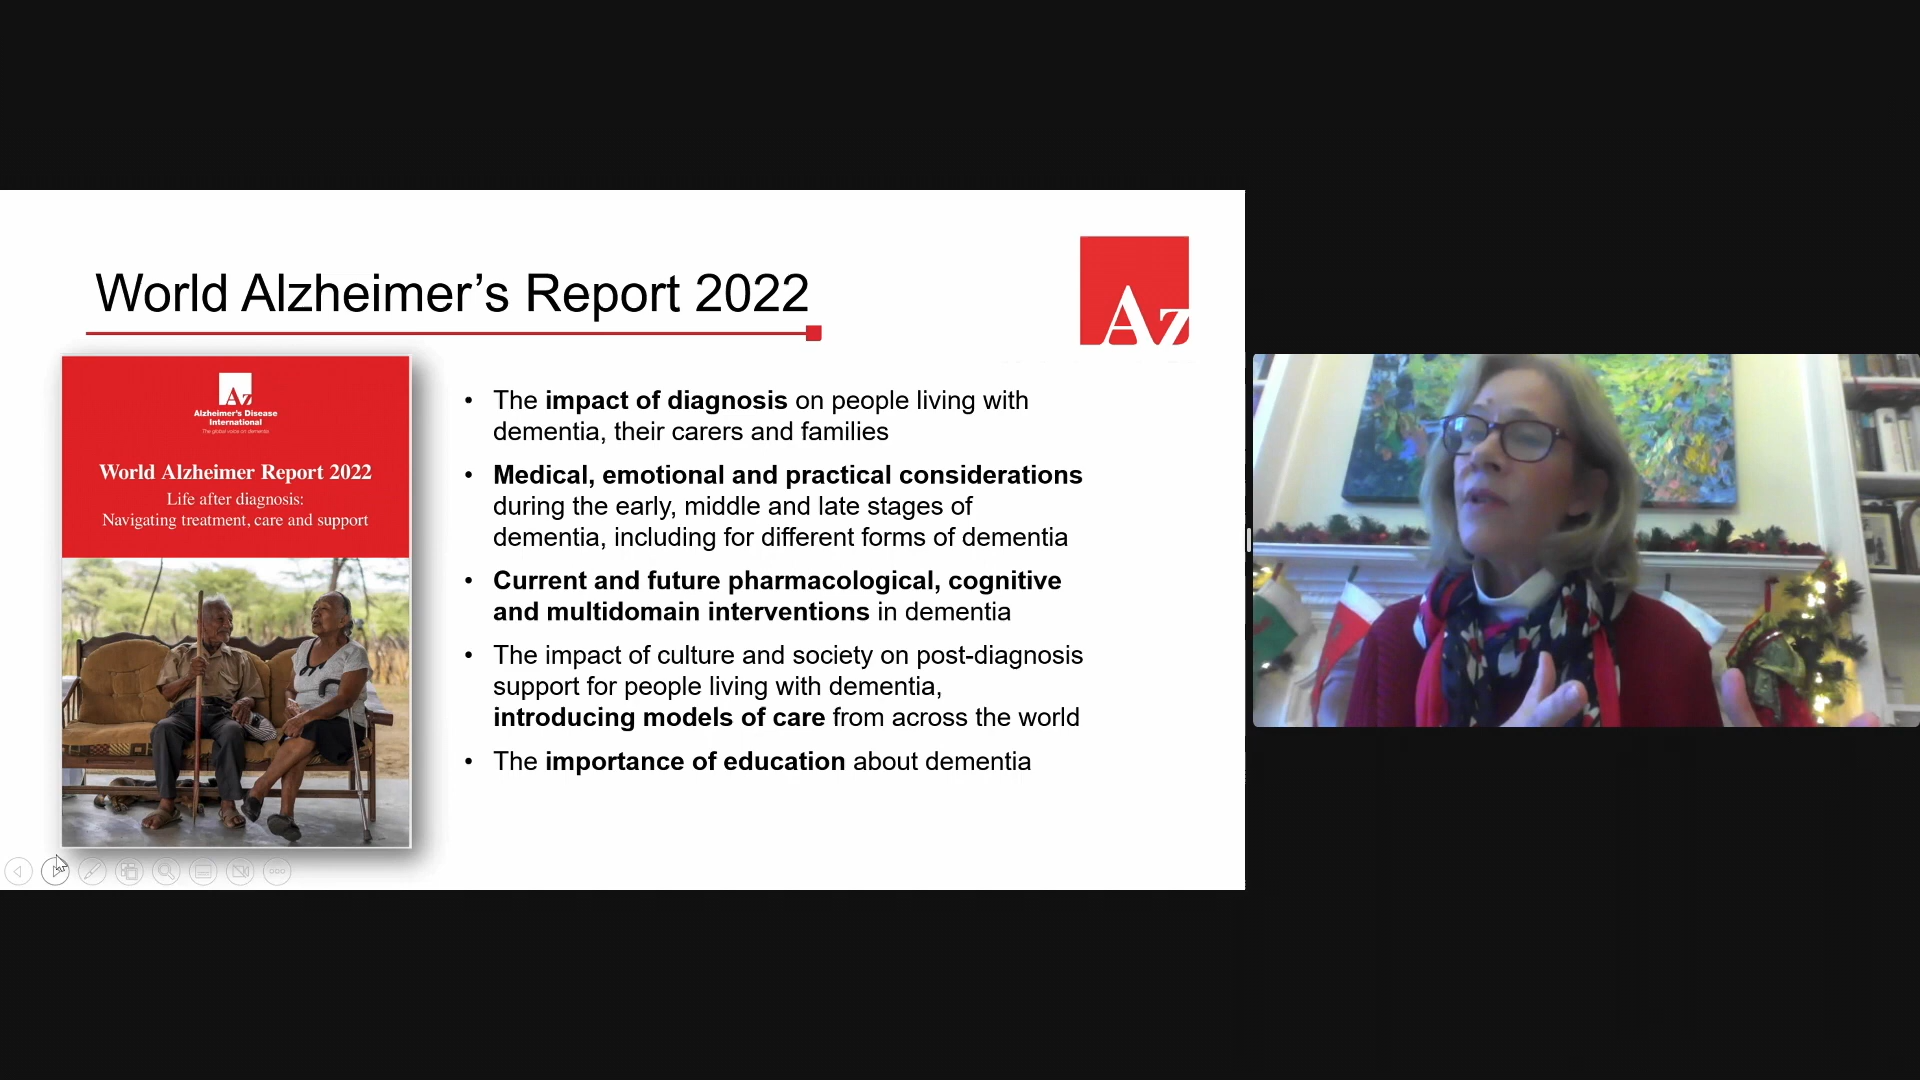 World Alzheimer’s Report 2022
Az
Az
Alzheimer's Disease
International
The global voice on dementia
World Alzheimer Report 2022
Life after diagnosis:
Navigating treatment, care and support
• The impact of diagnosis on people living with
dementia, their carers and families
• Medical, emotional and practical considerations
during the early, middle and late stages of
dementia, including for different forms of dementia
• Current and future pharmacological, cognitive
and multidomain interventions in dementia
• The impact of culture and society on post-diagnosis
support for people living with dementia,
introducing models of care from across the world
• The importance of education about dementia